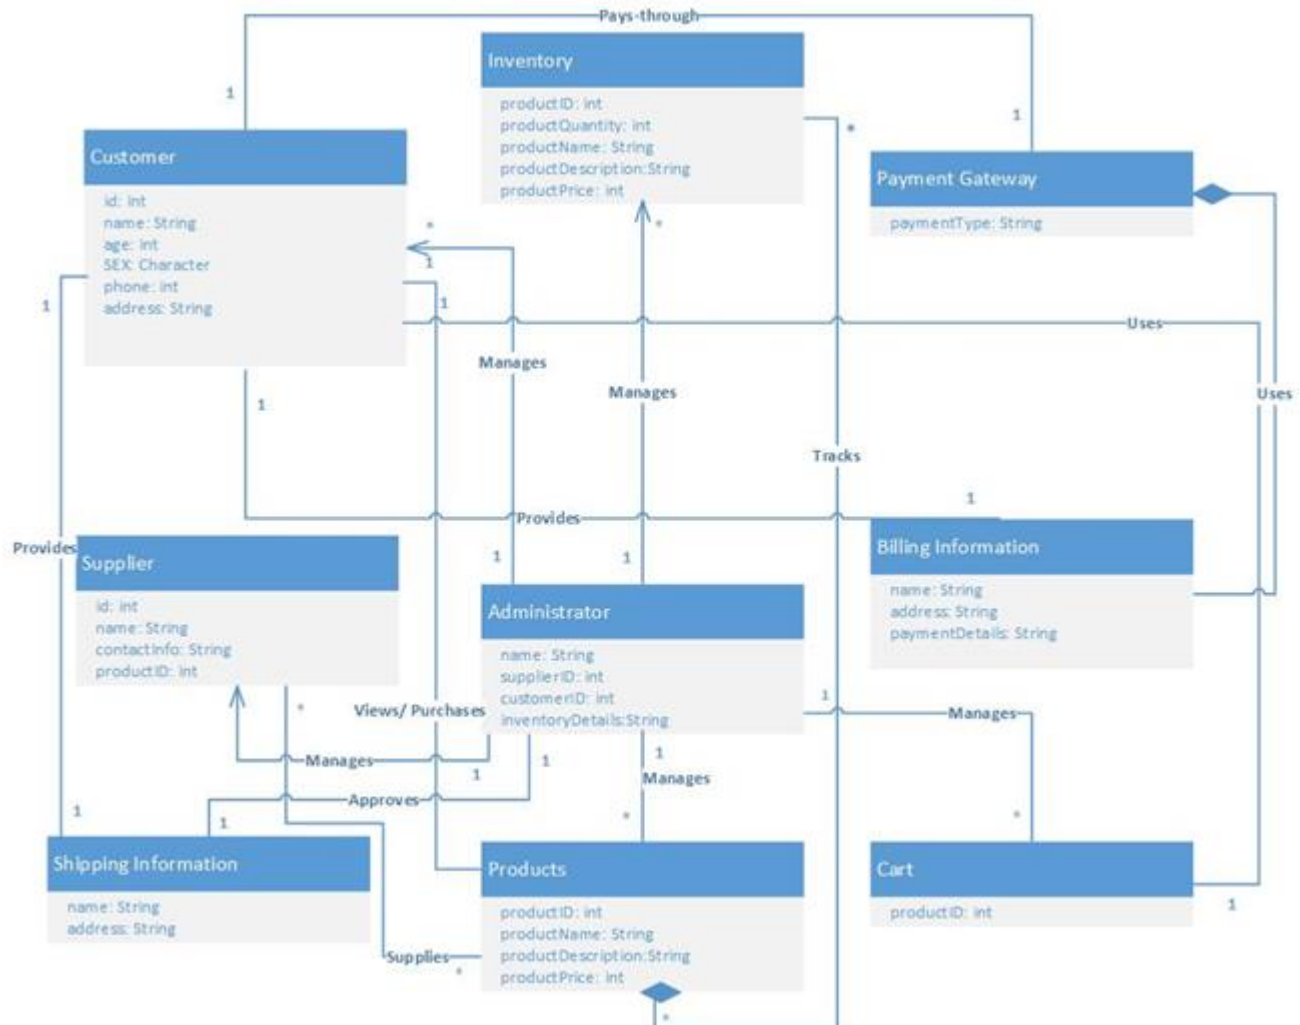 Pays-through
Inventory
productID: int
productQuantity: int
productName: String
productDescription:String
productPrice: int
1
1
*
Customer
id: int
name: String
age: int
SEX: Character
phone: int
address: String
Payment Gateway
paymentType: String
*
*
1
1
1
Uses
Manages
Manages
Uses
1
Tracks
1
Provides
Provides
1
1
Supplier
id: int
name: String
contactInfo: String
productID: int
Administrator
name: String
supplierID: int
customerID: int
inventoryDetails:String
Billing Information
name: String
address: String
paymentDetails: String
1
*
Views/ Purchases
Manages
Manages
1
1
1
Manages
Approves
1
1
*
*
Shipping Information
name: String
address: String
Products
productID: int
productName: String
productDescription:String
productPrice: int
Cart
productID: int
1
Supplies
*
*